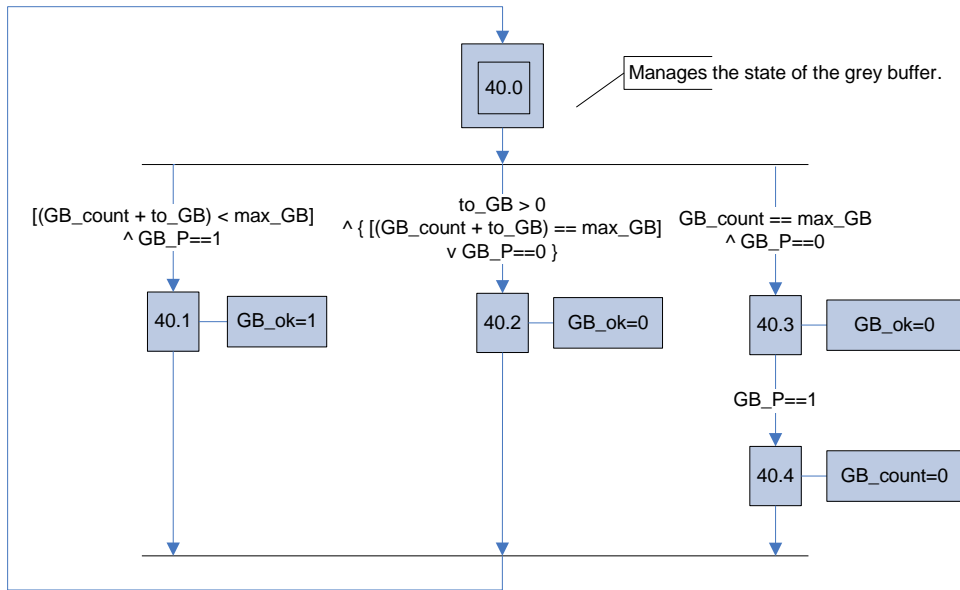 40.0
Manages the state of the grey buffer.
[(GB_count + to_GB) < max_GB]
^ GB_P==1
to_GB > 0
^ { [(GB_count + to_GB) == max_GB]
v GB_P==0 }
GB_count == max_GB
^ GB_P==0
40.1
GB_ok=1
40.2
GB_ok=0
40.3
GB_ok=0
GB_P==1
40.4
GB_count=0